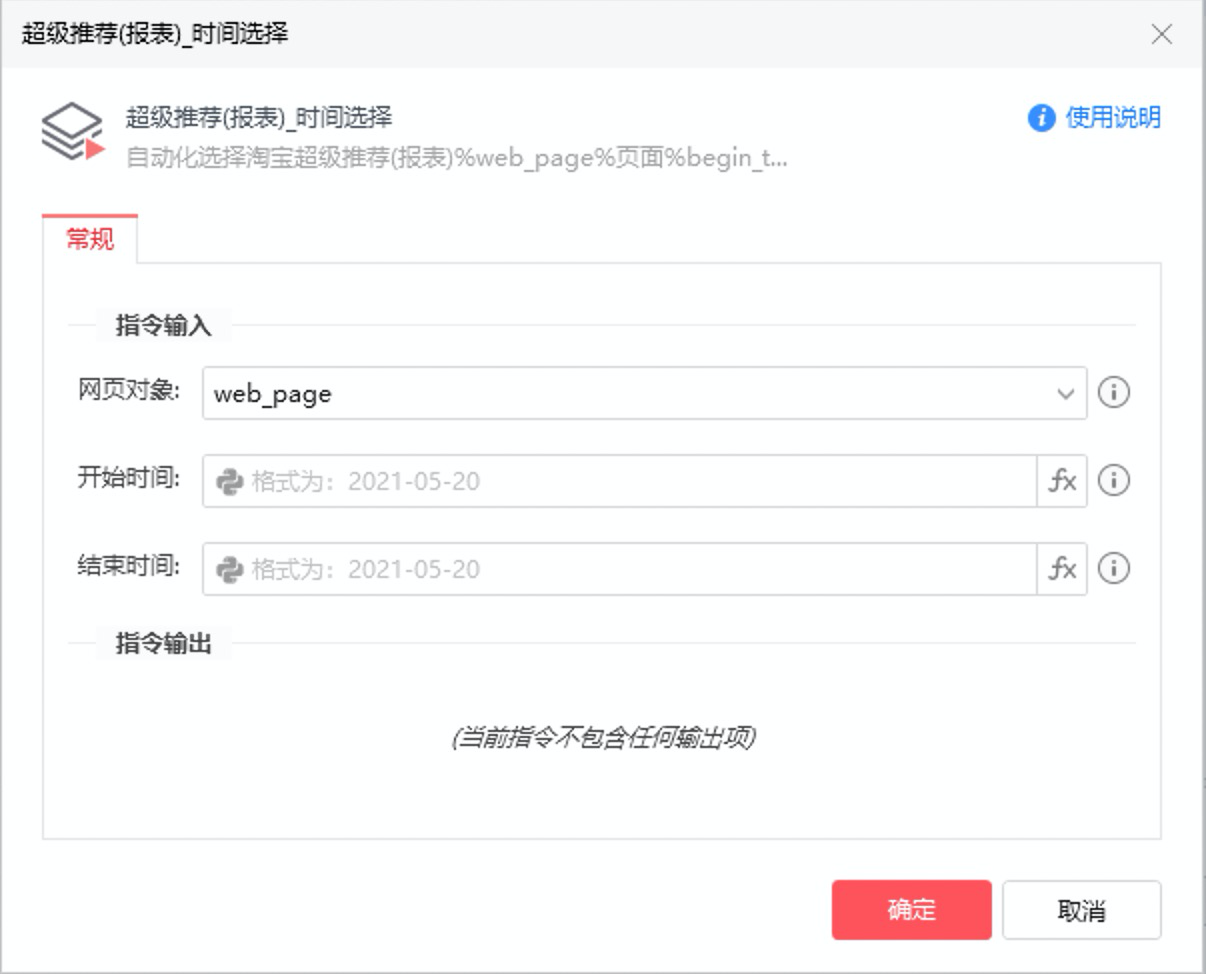 超级推荐(报表)_时间选择
超级推荐(报表)_时间选择
使用说明
自动化选择淘宝超级推荐(报表)%web_page%页面%begin_t...
常规
指令输入
网页对象: web_page
开始时间: 格式为：2021-05-20 fx
结束时间: 格式为：2021-05-20 fx
指令输出
(当前指令不包含任何输出项)
确定 取消